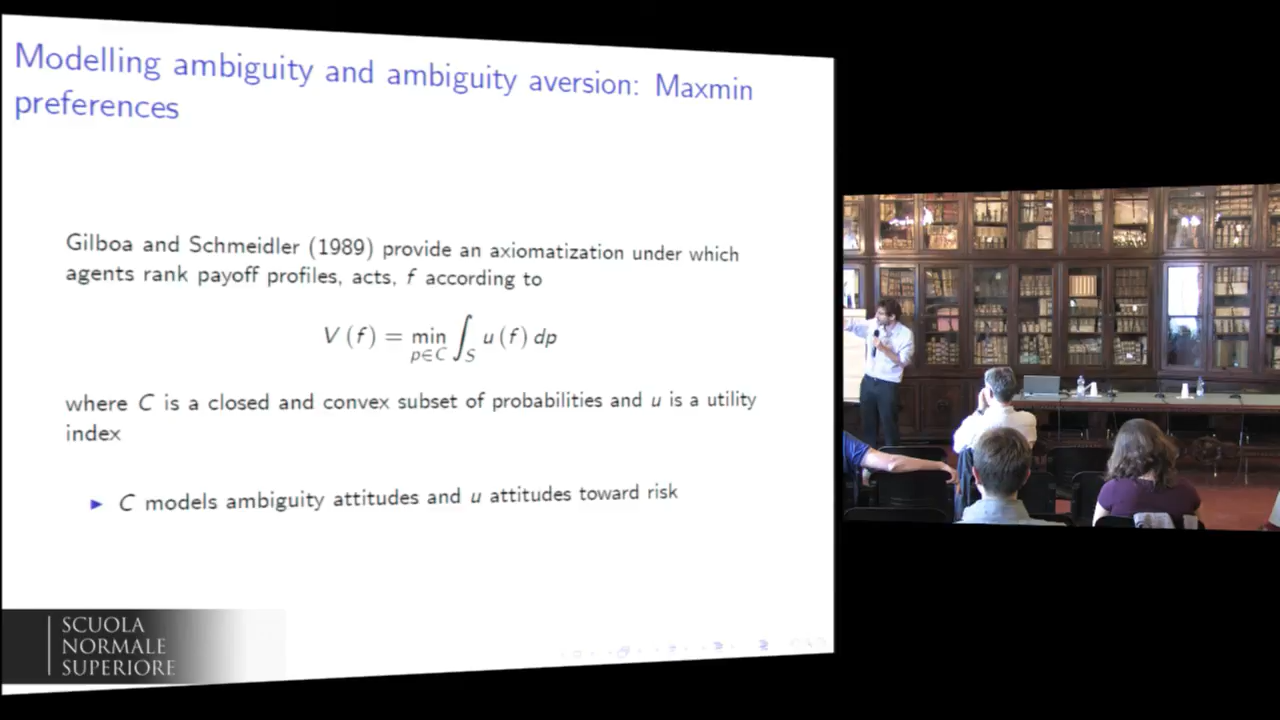 Modelling ambiguity and ambiguity aversion: Maxmin
preferences
Gilboa and Schmeidler (1989) provide an axiomatization under which
agents rank payoff profiles, acts, f according to
V (f) = min ∫ u (f) dp
p∈C S
where C is a closed and convex subset of probabilities and u is a utility
index
► C models ambiguity attitudes and u attitudes toward risk
SCUOLA
NORMALE
SUPERIORE